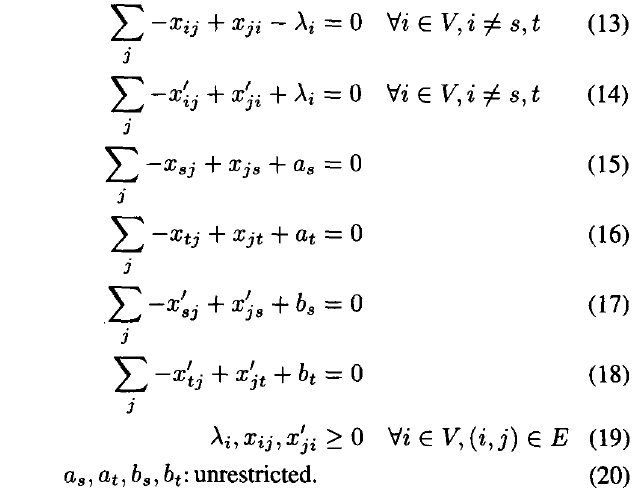 ∑_j −x_{ij} + x_{ji} − λ_i = 0 ∀i ∈ V, i ≠ s, t (13)
∑_j −x′_{ij} + x′_{ji} + λ_i = 0 ∀i ∈ V, i ≠ s, t (14)
∑_j −x_{sj} + x_{js} + a_s = 0 (15)
∑_j −x_{tj} + x_{jt} + a_t = 0 (16)
∑_j −x′_{sj} + x′_{js} + b_s = 0 (17)
∑_j −x′_{tj} + x′_{jt} + b_t = 0 (18)
λ_i, x_{ij}, x′_{ji} ≥ 0 ∀i ∈ V, (i, j) ∈ E (19)
a_s, a_t, b_s, b_t: unrestricted. (20)